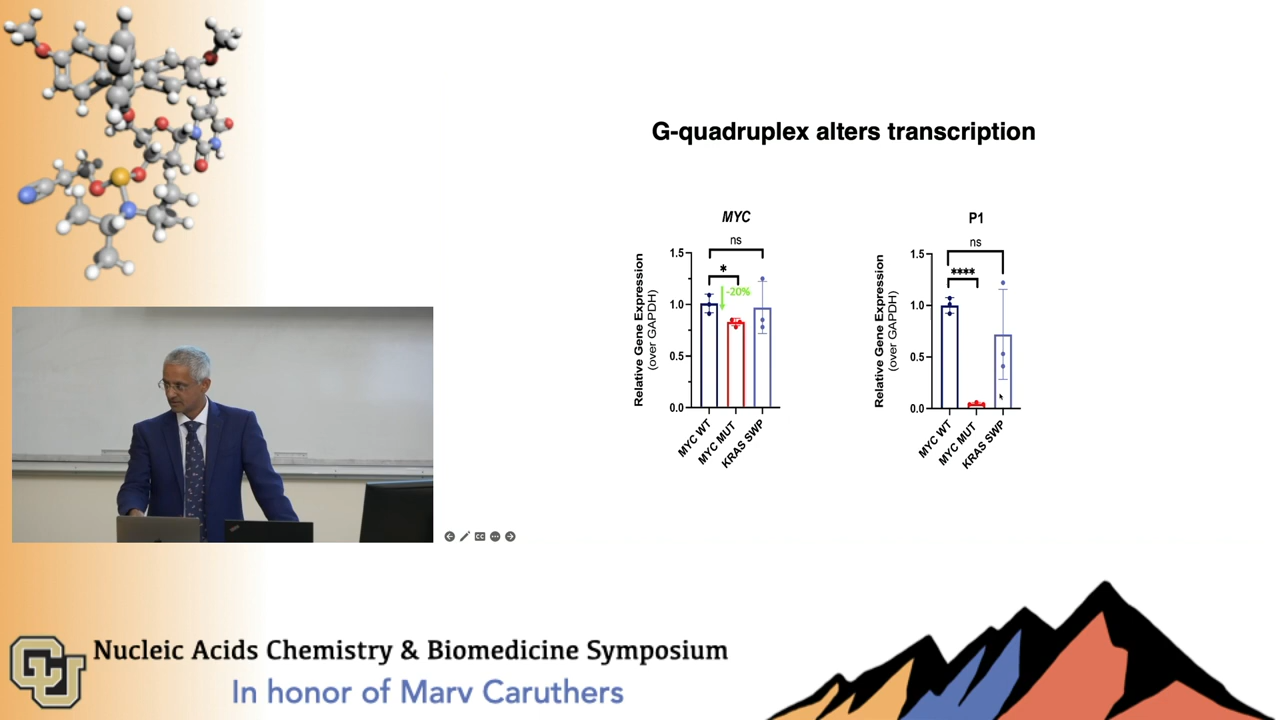 G-quadruplex alters transcription
MYC
ns
*
-20%
1.5
1.0
0.5
0.0
Relative Gene Expression
(over GAPDH)
MYC WT
MYC MUT
KRAS SWP
P1
ns
****
1.5
1.0
0.5
0.0
Relative Gene Expression
(over GAPDH)
MYC WT
MYC MUT
KRAS SWP
CC
CU
Nucleic Acids Chemistry & Biomedicine Symposium
In honor of Marv Caruthers